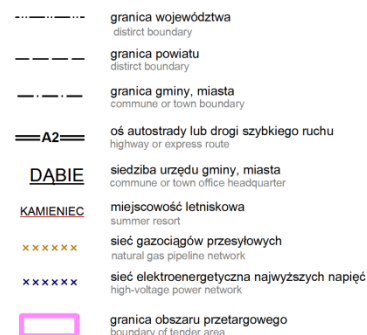 granica województwa
distirct boundary
granica powiatu
distirct boundary
granica gminy, miasta
commune or town boundary
A2
oś autostrady lub drogi szybkiego ruchu
highway or express route
DĄBIE
siedziba urzędu gminy, miasta
commune or town office headquarter
KAMIENIEC
miejscowość letniskowa
summer resort
sieć gazociągów przesyłowych
natural gas pipeline network
sieć elektroenergetyczna najwyższych napięć
high-voltage power network
granica obszaru przetargowego
boundary of tender area